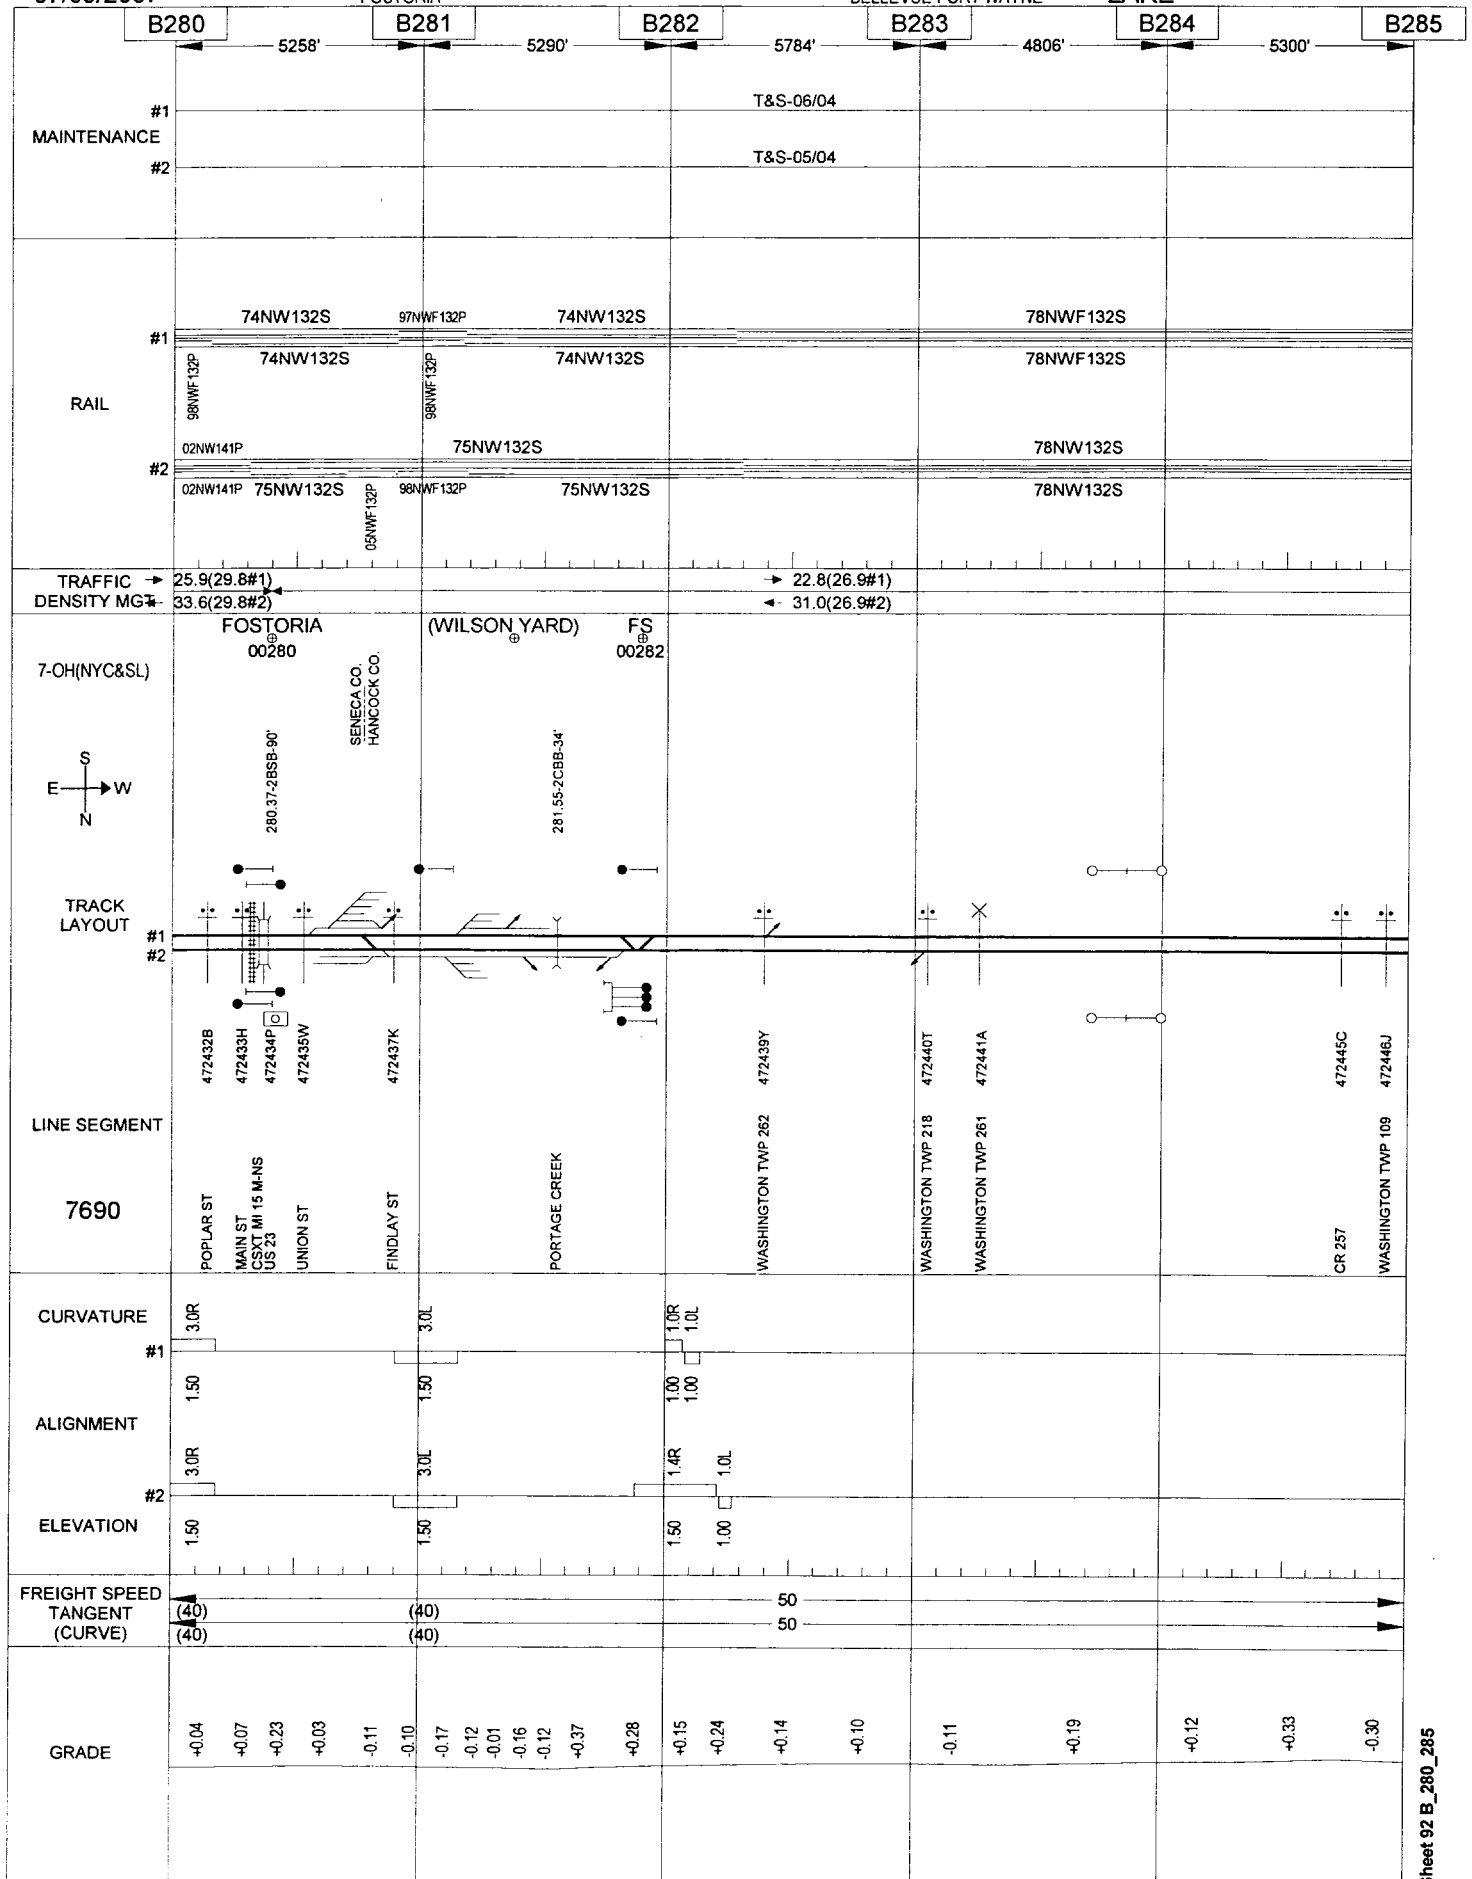 B280 B281 B282 B283 B284 B285
5258' 5290' 5784' 4806' 5300'
#1 T&S-06/04
MAINTENANCE
#2 T&S-05/04
74NW132S 97NWF132P 74NW132S 78NWF132S
#1
74NW132S 74NW132S 78NWF132S
98NWF132P 98NWF132P
RAIL
02NW141P 75NW132S 78NW132S
#2
02NW141P 75NW132S 98NWF132P 75NW132S 78NW132S
05NWF132P
TRAFFIC 25.9(29.8#1) 22.8(26.9#1)
DENSITY MGT 33.6(29.8#2) 31.0(26.9#2)
FOSTORIA (WILSON YARD) FS
00280 00282
7-OH(NYC&SL)
SENECA CO.
HANCOCK CO.
280.37-2BSB-90'
281.55-2CBB-34'
S
E W
N
TRACK
LAYOUT
#1
#2
472432B
472433H
472434P
472435W
472437K
472439Y
472440T
472441A
472445C
472446J
LINE SEGMENT
7690
POPLAR ST
MAIN ST
CSXT MI 15 M-NS
US 23
UNION ST
FINDLAY ST
PORTAGE CREEK
WASHINGTON TWP 262
WASHINGTON TWP 218
WASHINGTON TWP 261
CR 257
WASHINGTON TWP 109
CURVATURE
3.0R 3.0L 1.0R 1.0L
#1
1.50 1.50 1.00 1.00
ALIGNMENT
3.0R 3.0L 1.4R 1.0L
#2
ELEVATION
1.50 1.50 1.50 1.00
FREIGHT SPEED 50
TANGENT (40) (40)
50
(CURVE) (40) (40)
GRADE
+0.04 +0.07 +0.23 +0.03 -0.11 -0.10 -0.17 -0.12 -0.01 -0.16 -0.12 +0.37 +0.28 +0.15 +0.24 +0.14 +0.10 -0.11 +0.19 +0.12 +0.33 -0.30
Sheet 92 B_280_285